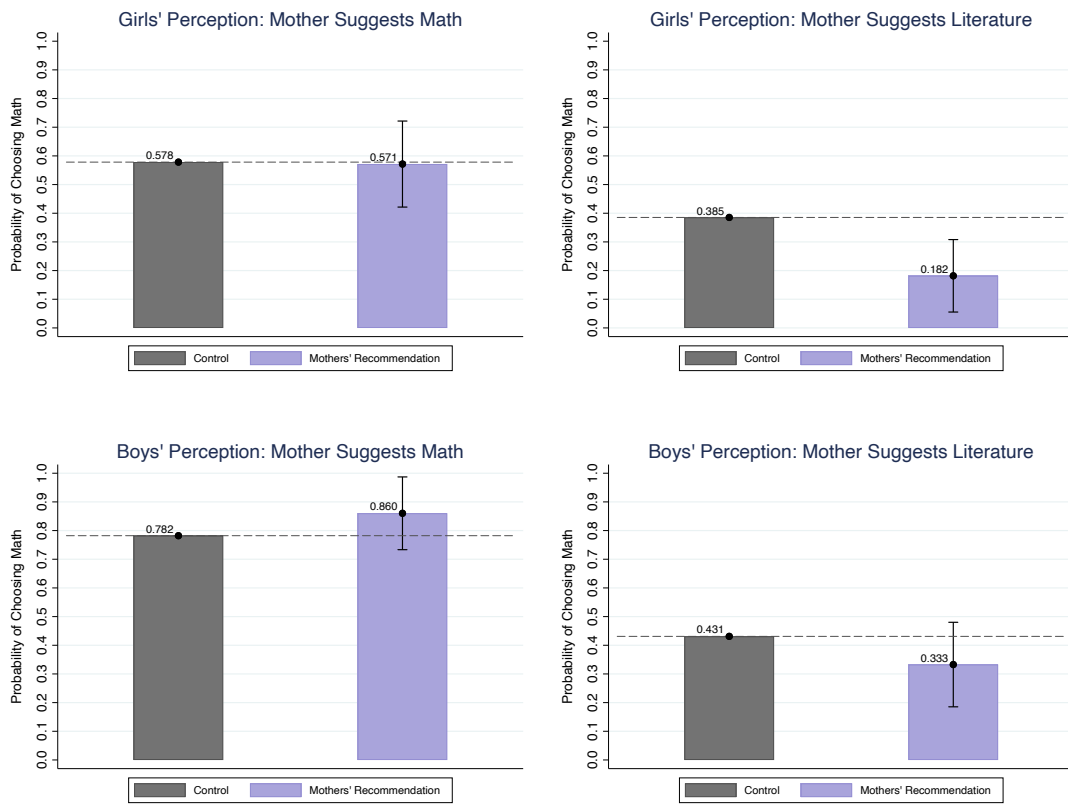 Girls' Perception: Mother Suggests Math
Probability of Choosing Math
0.0 0.1 0.2 0.3 0.4 0.5 0.6 0.7 0.8 0.9 1.0
0.578
0.571
Control Mothers' Recommendation
Girls' Perception: Mother Suggests Literature
Probability of Choosing Math
0.0 0.1 0.2 0.3 0.4 0.5 0.6 0.7 0.8 0.9 1.0
0.385
0.182
Control Mothers' Recommendation
Boys' Perception: Mother Suggests Math
Probability of Choosing Math
0.0 0.1 0.2 0.3 0.4 0.5 0.6 0.7 0.8 0.9 1.0
0.782
0.860
Control Mothers' Recommendation
Boys' Perception: Mother Suggests Literature
Probability of Choosing Math
0.0 0.1 0.2 0.3 0.4 0.5 0.6 0.7 0.8 0.9 1.0
0.431
0.333
Control Mothers' Recommendation